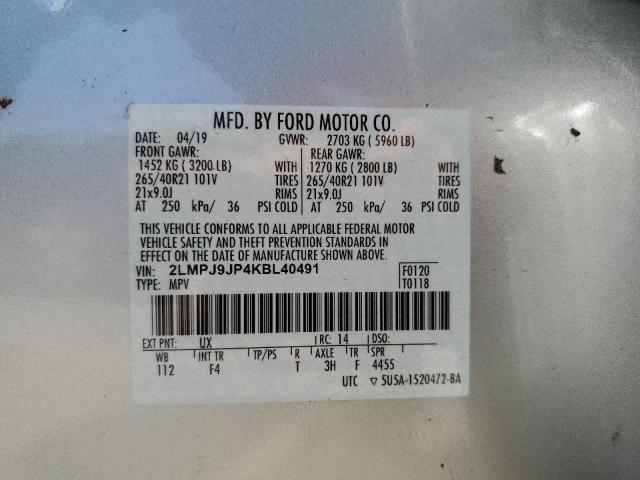 MFD. BY FORD MOTOR CO.
DATE: 04/19 GVWR: 2703 KG ( 5960 LB)
FRONT GAWR: REAR GAWR:
1452 KG ( 3200 LB) WITH 1270 KG ( 2800 LB) WITH
265/40R21 101V TIRES 265/40R21 101V TIRES
21x9.0J RIMS 21x9.0J RIMS
AT 250 kPa/ 36 PSI COLD AT 250 kPa/ 36 PSI COLD
THIS VEHICLE CONFORMS TO ALL APPLICABLE FEDERAL MOTOR
VEHICLE SAFETY AND THEFT PREVENTION STANDARDS IN
EFFECT ON THE DATE OF MANUFACTURE SHOWN ABOVE.
VIN: 2LMPJ9JP4KBL40491 F0120
TYPE: MPV T0118
EXT PNT: UX RC: 14 DSO:
WB INT TR TP/PS R AXLE TR SPR
112 F4 T 3H F 4455
UTC ▽ 5U5A-1520472-BA